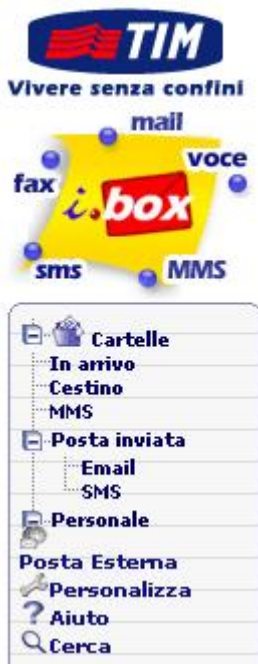 TIM
Vivere senza confini
mail
voce
fax
i.box
sms
MMS
Cartelle
In arrivo
Cestino
MMS
Posta inviata
Email
SMS
Personale
Posta Esterna
Personalizza
? Aiuto
Cerca